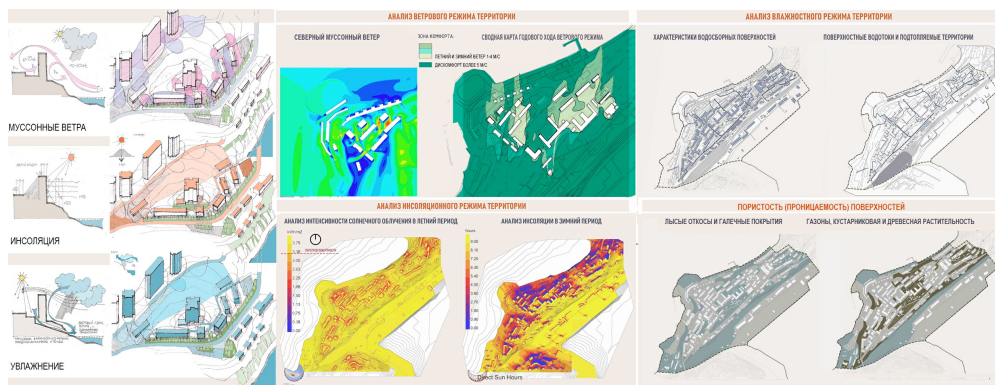 МУССОННЫЕ ВЕТРА
ИНСОЛЯЦИЯ
УВЛАЖНЕНИЕ
АНАЛИЗ ВЕТРОВОГО РЕЖИМА ТЕРРИТОРИИ
СЕВЕРНЫЙ МУССОННЫЙ ВЕТЕР
ЗОНА КОМФОРТА:
СВОДНАЯ КАРТА ГОДОВОГО ХОДА ВЕТРОВОГО РЕЖИМА
ЛЕТНИЙ И ЗИМНИЙ ВЕТЕР 1-4 М/С
ДИСКОМФОРТ БОЛЕЕ 5 М/С
АНАЛИЗ ИНСОЛЯЦИОННОГО РЕЖИМА ТЕРРИТОРИИ
АНАЛИЗ ИНТЕНСИВНОСТИ СОЛНЕЧНОГО ОБЛУЧЕНИЯ В ЛЕТНИЙ ПЕРИОД
АНАЛИЗ ИНСОЛЯЦИИ В ЗИМНИЙ ПЕРИОД
Hours
Direct Sun Hours
АНАЛИЗ ВЛАЖНОСТНОГО РЕЖИМА ТЕРРИТОРИИ
ХАРАКТЕРИСТИКИ ВОДОСБОРНЫХ ПОВЕРХНОСТЕЙ
ПОВЕРХНОСТНЫЕ ВОДОТОКИ И ПОДТОПЛЯЕМЫЕ ТЕРРИТОРИИ
ПОРИСТОСТЬ (ПРОНИЦАЕМОСТЬ) ПОВЕРХНОСТЕЙ
ЛЫСЫЕ ОТКОСЫ И ГАЛЕЧНЫЕ ПОКРЫТИЯ
ГАЗОНЫ, КУСТАРНИКОВАЯ И ДРЕВЕСНАЯ РАСТИТЕЛЬНОСТЬ